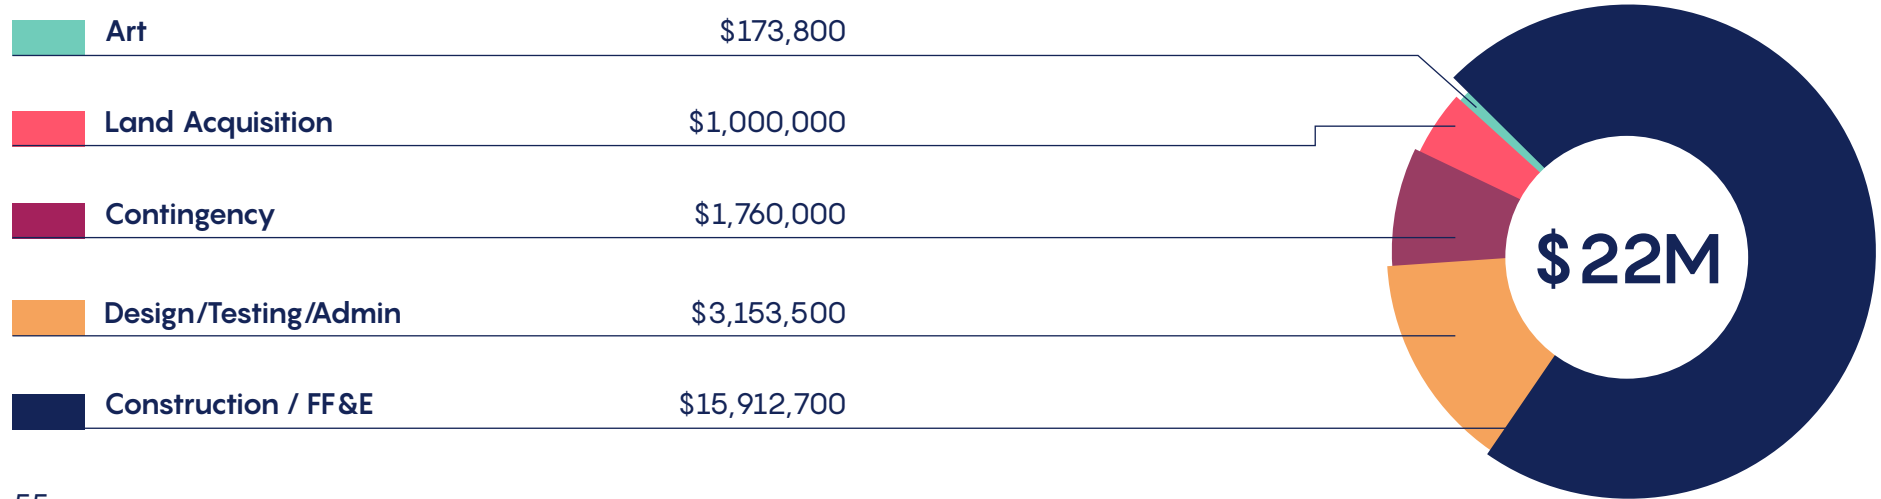 Art $173,800
Land Acquisition $1,000,000
Contingency $1,760,000
Design/Testing/Admin $3,153,500
Construction / FF&E $15,912,700
$22M